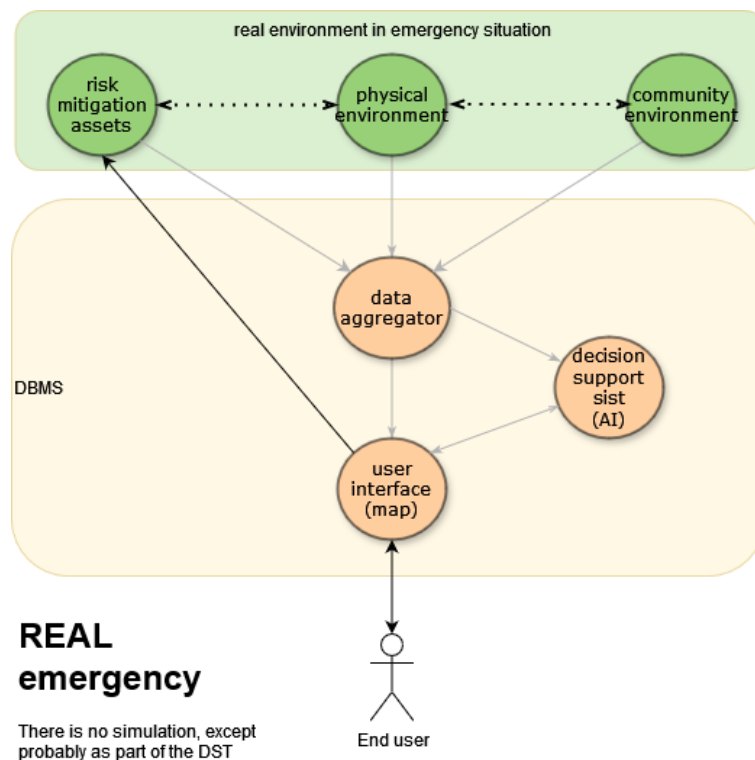 real environment in emergency situation
risk
mitigation
assets
physical
environment
community
environment
data
aggregator
decision
support
sist
(AI)
DBMS
user
interface
(map)
REAL
emergency
There is no simulation, except
probably as part of the DST
End user